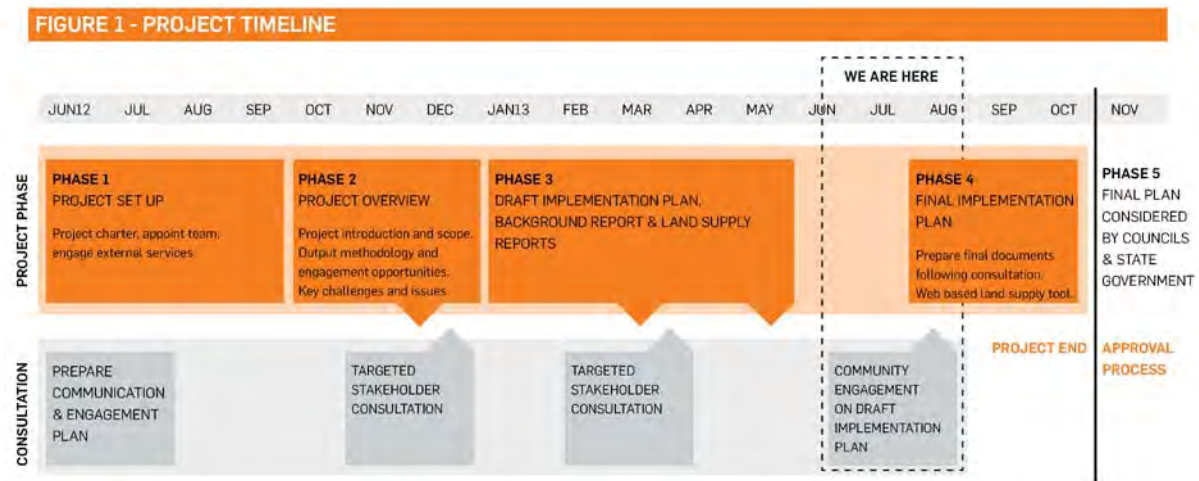 FIGURE 1 - PROJECT TIMELINE
WE ARE HERE
JUN12 JUL AUG SEP OCT NOV DEC JAN13 FEB MAR APR MAY JUN JUL AUG SEP OCT NOV
PROJECT PHASE
PHASE 1
PROJECT SET UP
Project charter, appoint team,
engage external services
PHASE 2
PROJECT OVERVIEW
Project introduction and scope.
Output methodology and
engagement opportunities.
Key challenges and issues.
PHASE 3
DRAFT IMPLEMENTATION PLAN,
BACKGROUND REPORT & LAND SUPPLY
REPORTS
PHASE 4
FINAL IMPLEMENTATION
PLAN
Prepare final documents
following consultation.
Web based land supply tool.
PHASE 5
FINAL PLAN
CONSIDERED
BY COUNCILS
& STATE
GOVERNMENT
CONSULTATION
PREPARE
COMMUNICATION
& ENGAGEMENT
PLAN
TARGETED
STAKEHOLDER
CONSULTATION
TARGETED
STAKEHOLDER
CONSULTATION
COMMUNITY
ENGAGEMENT
ON DRAFT
IMPLEMENTATION
PLAN
PROJECT END
APPROVAL
PROCESS